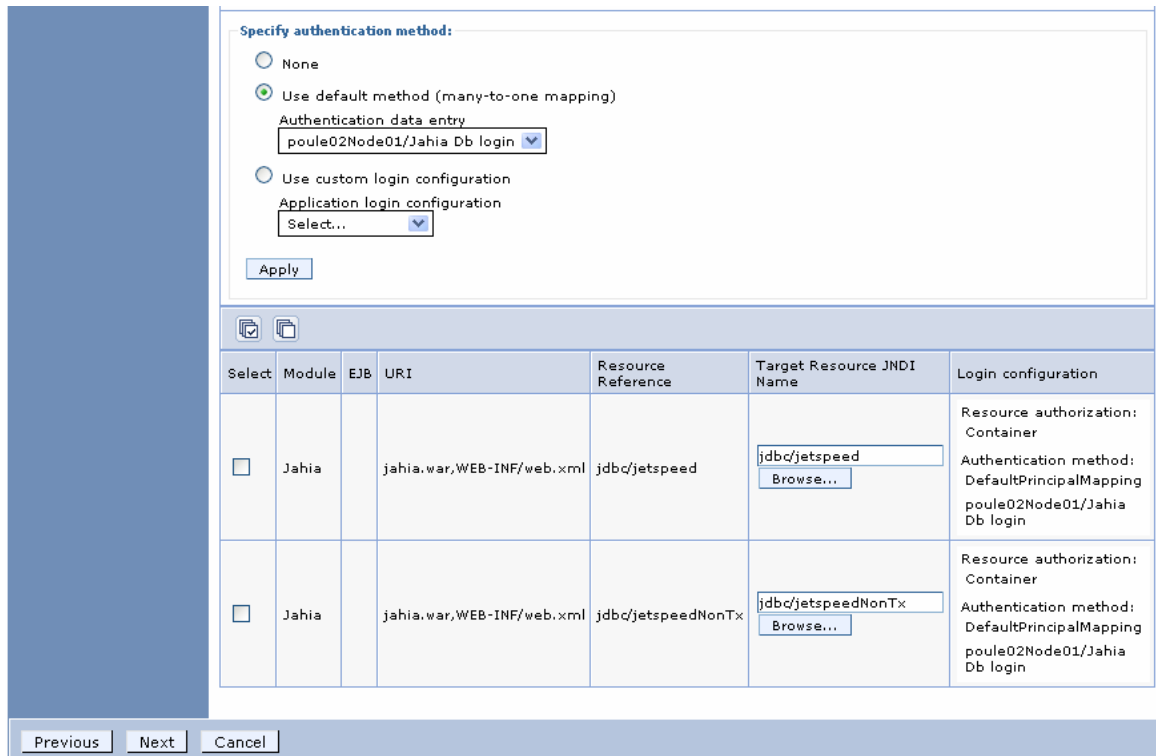 Specify authentication method:
None
Use default method (many-to-one mapping)
Authentication data entry
poule02Node01/Jahia Db login
Use custom login configuration
Application login configuration
Select...
Apply
Select Module EJB URI Resource Reference Target Resource JNDI Name Login configuration
Jahia jahia.war,WEB-INF/web.xml jdbc/jetspeed
jdbc/jetspeed
Browse...
Resource authorization:
Container
Authentication method:
DefaultPrincipalMapping
poule02Node01/Jahia
Db login
Jahia jahia.war,WEB-INF/web.xml jdbc/jetspeedNonTx
jdbc/jetspeedNonTx
Browse...
Resource authorization:
Container
Authentication method:
DefaultPrincipalMapping
poule02Node01/Jahia
Db login
Previous Next Cancel